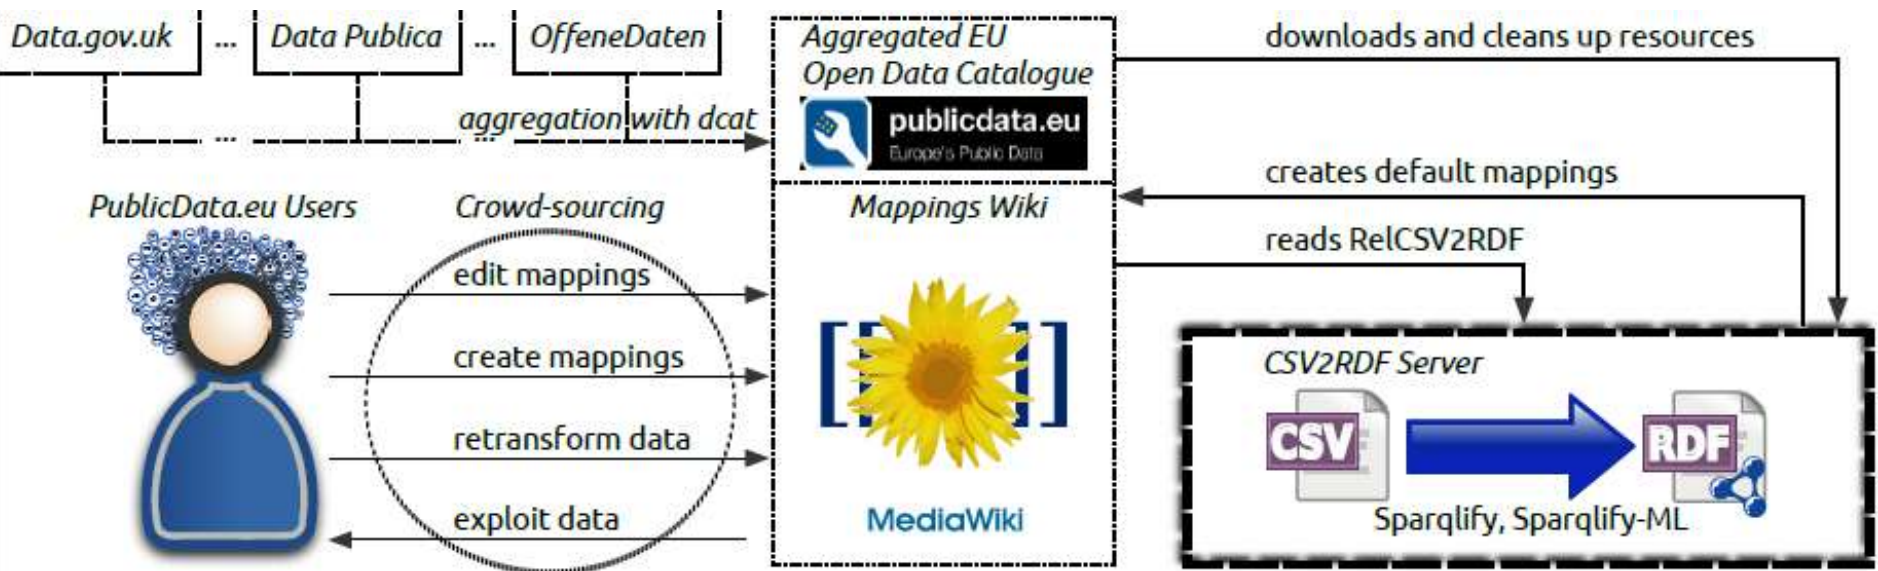 Data.gov.uk ... Data Publica ... OffeneDaten
Aggregated EU
Open Data Catalogue
publicdata.eu
Europe's Public Data
downloads and cleans up resources
aggregation with dcat
... ...
creates default mappings
PublicData.eu Users
Crowd-sourcing
Mappings Wiki
reads RelCSV2RDF
edit mappings
create mappings
retransform data
exploit data
[[ ]]
MediaWiki
CSV2RDF Server
CSV
RDF
Sparqlify, Sparqlify-ML